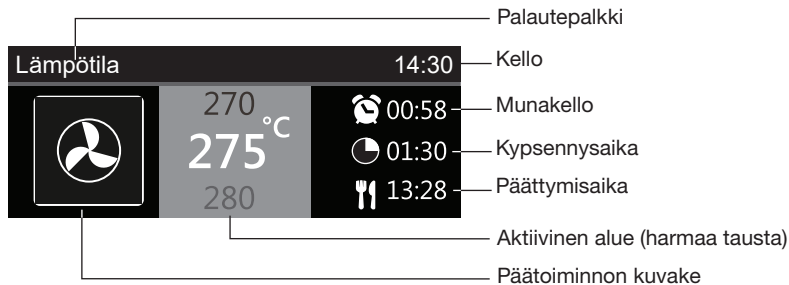 Palautepalkki
Lämpötila 14:30
Kello
270
275 °C
280
00:58
Munakello
01:30
Kypsennysaika
13:28
Päättymisaika
Aktiivinen alue (harmaa tausta)
Päätoiminnon kuvake